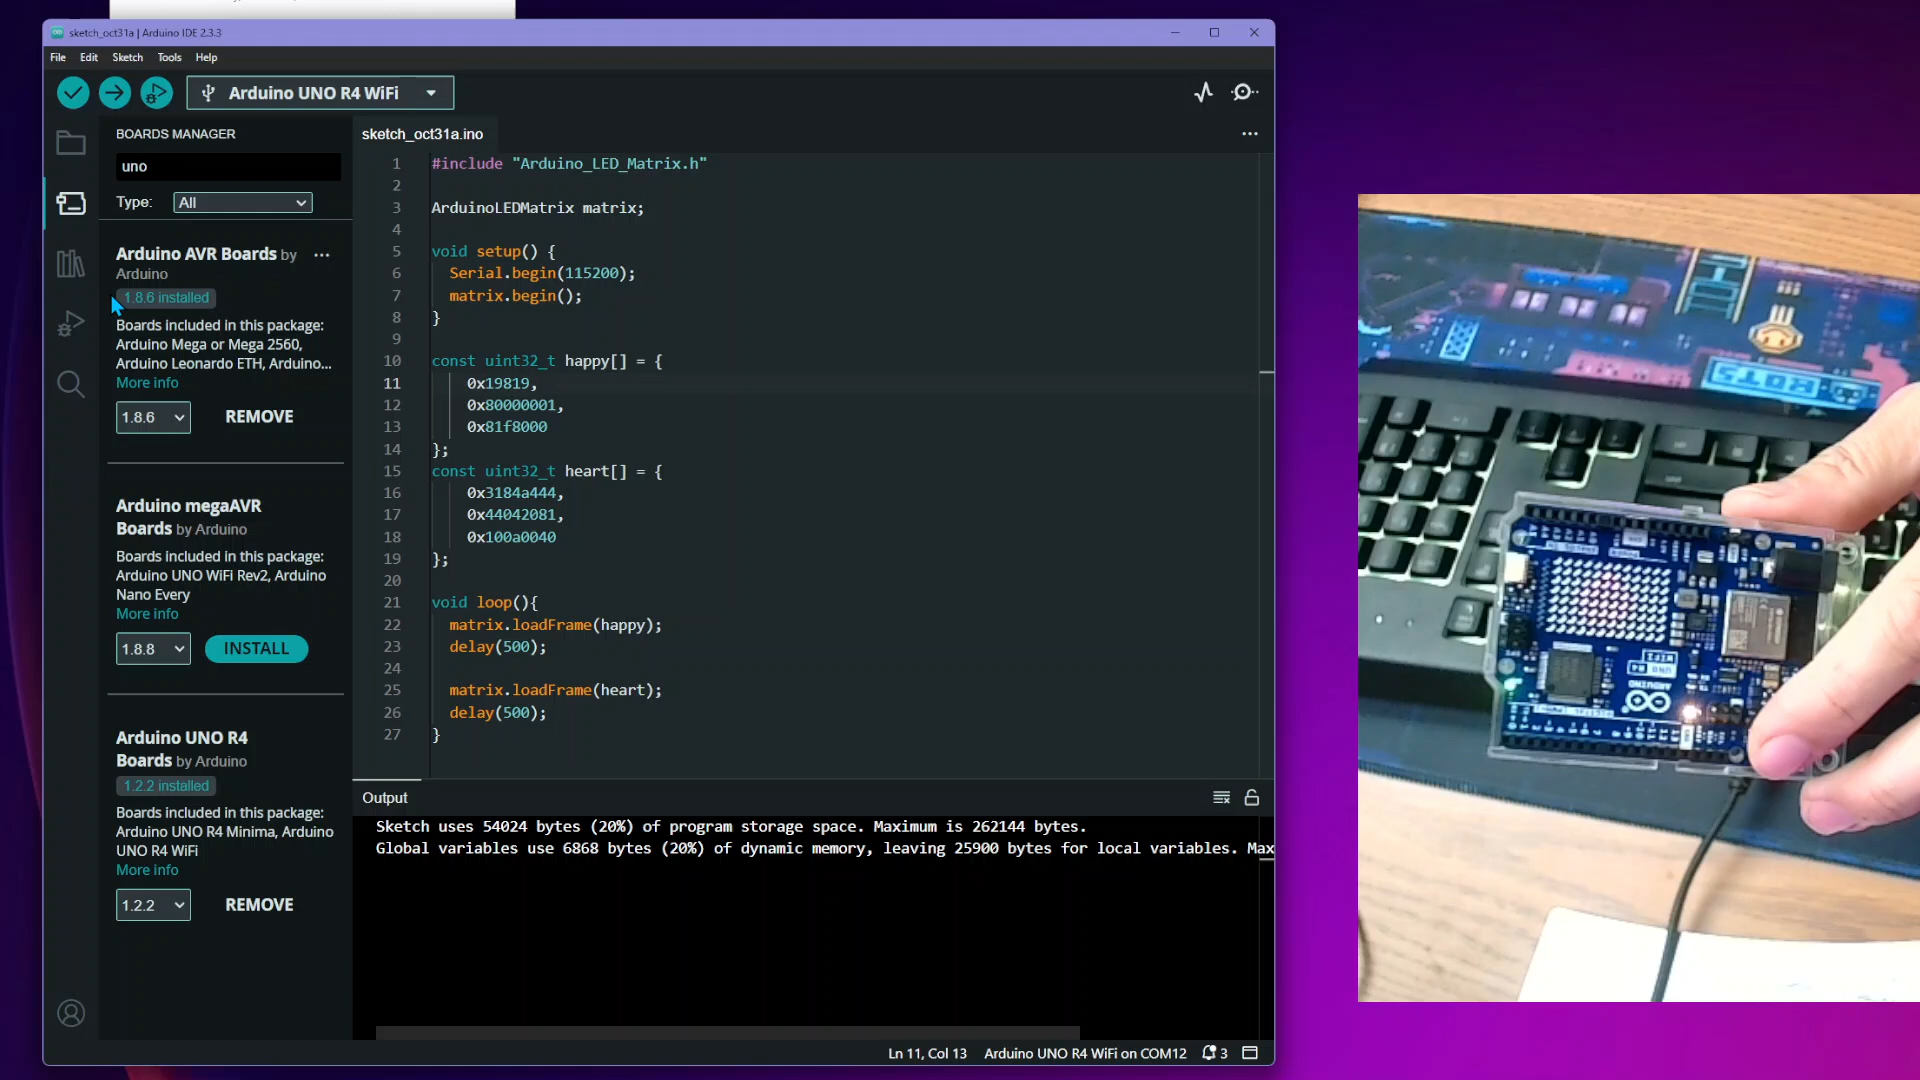 sketch_oct31a | Arduino IDE 2.3.3
File Edit Sketch Tools Help
Arduino UNO R4 WiFi
BOARDS MANAGER
uno
Type: All
Arduino AVR Boards by
Arduino
1.8.6 installed
Boards included in this package:
Arduino Mega or Mega 2560,
Arduino Leonardo ETH, Arduino...
More info
1.8.6 REMOVE
Arduino megaAVR
Boards by Arduino
Boards included in this package:
Arduino UNO WiFi Rev2, Arduino
Nano Every
More info
1.8.8 INSTALL
Arduino UNO R4
Boards by Arduino
1.2.2 installed
Boards included in this package:
Arduino UNO R4 Minima, Arduino
UNO R4 WiFi
More info
1.2.2 REMOVE
sketch_oct31a.ino
1 #include "Arduino_LED_Matrix.h"
2
3 ArduinoLEDMatrix matrix;
4
5 void setup() {
6 Serial.begin(115200);
7 matrix.begin();
8 }
9
10 const uint32_t happy[] = {
11 0x19819,
12 0x80000001,
13 0x81f8000
14 };
15 const uint32_t heart[] = {
16 0x3184a444,
17 0x44042081,
18 0x100a0040
19 };
20
21 void loop(){
22 matrix.loadFrame(happy);
23 delay(500);
24
25 matrix.loadFrame(heart);
26 delay(500);
27 }
Output
Sketch uses 54024 bytes (20%) of program storage space. Maximum is 262144 bytes.
Global variables use 6868 bytes (20%) of dynamic memory, leaving 25900 bytes for local variables. Max
Ln 11, Col 13 Arduino UNO R4 WiFi on COM12 3
BOTS
WIFI
UNO R4
ARDUINO